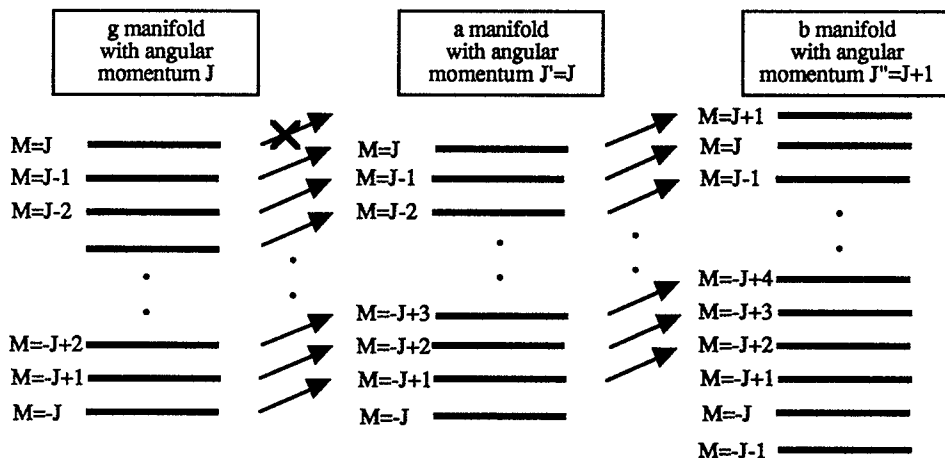 g manifold
with angular
momentum J
a manifold
with angular
momentum J'=J
b manifold
with angular
momentum J"=J+1
M=J
M=J-1
M=J-2
M=-J+2
M=-J+1
M=-J
M=J
M=J-1
M=J-2
M=-J+3
M=-J+2
M=-J+1
M=-J
M=J+1
M=J
M=J-1
M=-J+4
M=-J+3
M=-J+2
M=-J+1
M=-J
M=-J-1